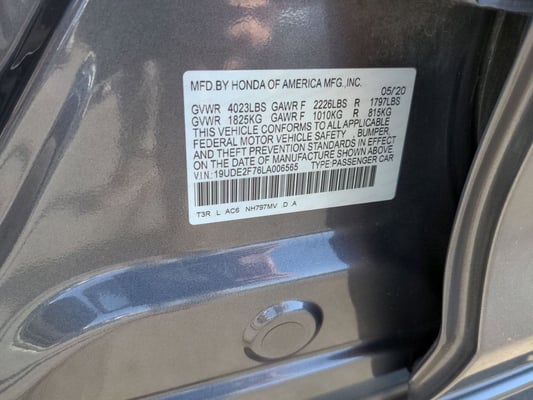 MFD.BY HONDA OF AMERICA MFG.,INC.
05/20
GVWR 4023LBS GAWR F 2226LBS R 1797LBS
GVWR 1825KG GAWR F 1010KG R 815KG
THIS VEHICLE CONFORMS TO ALL APPLICABLE
FEDERAL MOTOR VEHICLE SAFETY , BUMPER,
AND THEFT PREVENTION STANDARDS IN EFFECT
ON THE DATE OF MANUFACTURE SHOWN ABOVE.
V.I.N: 19UDE2F76LA006565 TYPE:PASSENGER CAR
T3R L AC6 NH797MV .D .A